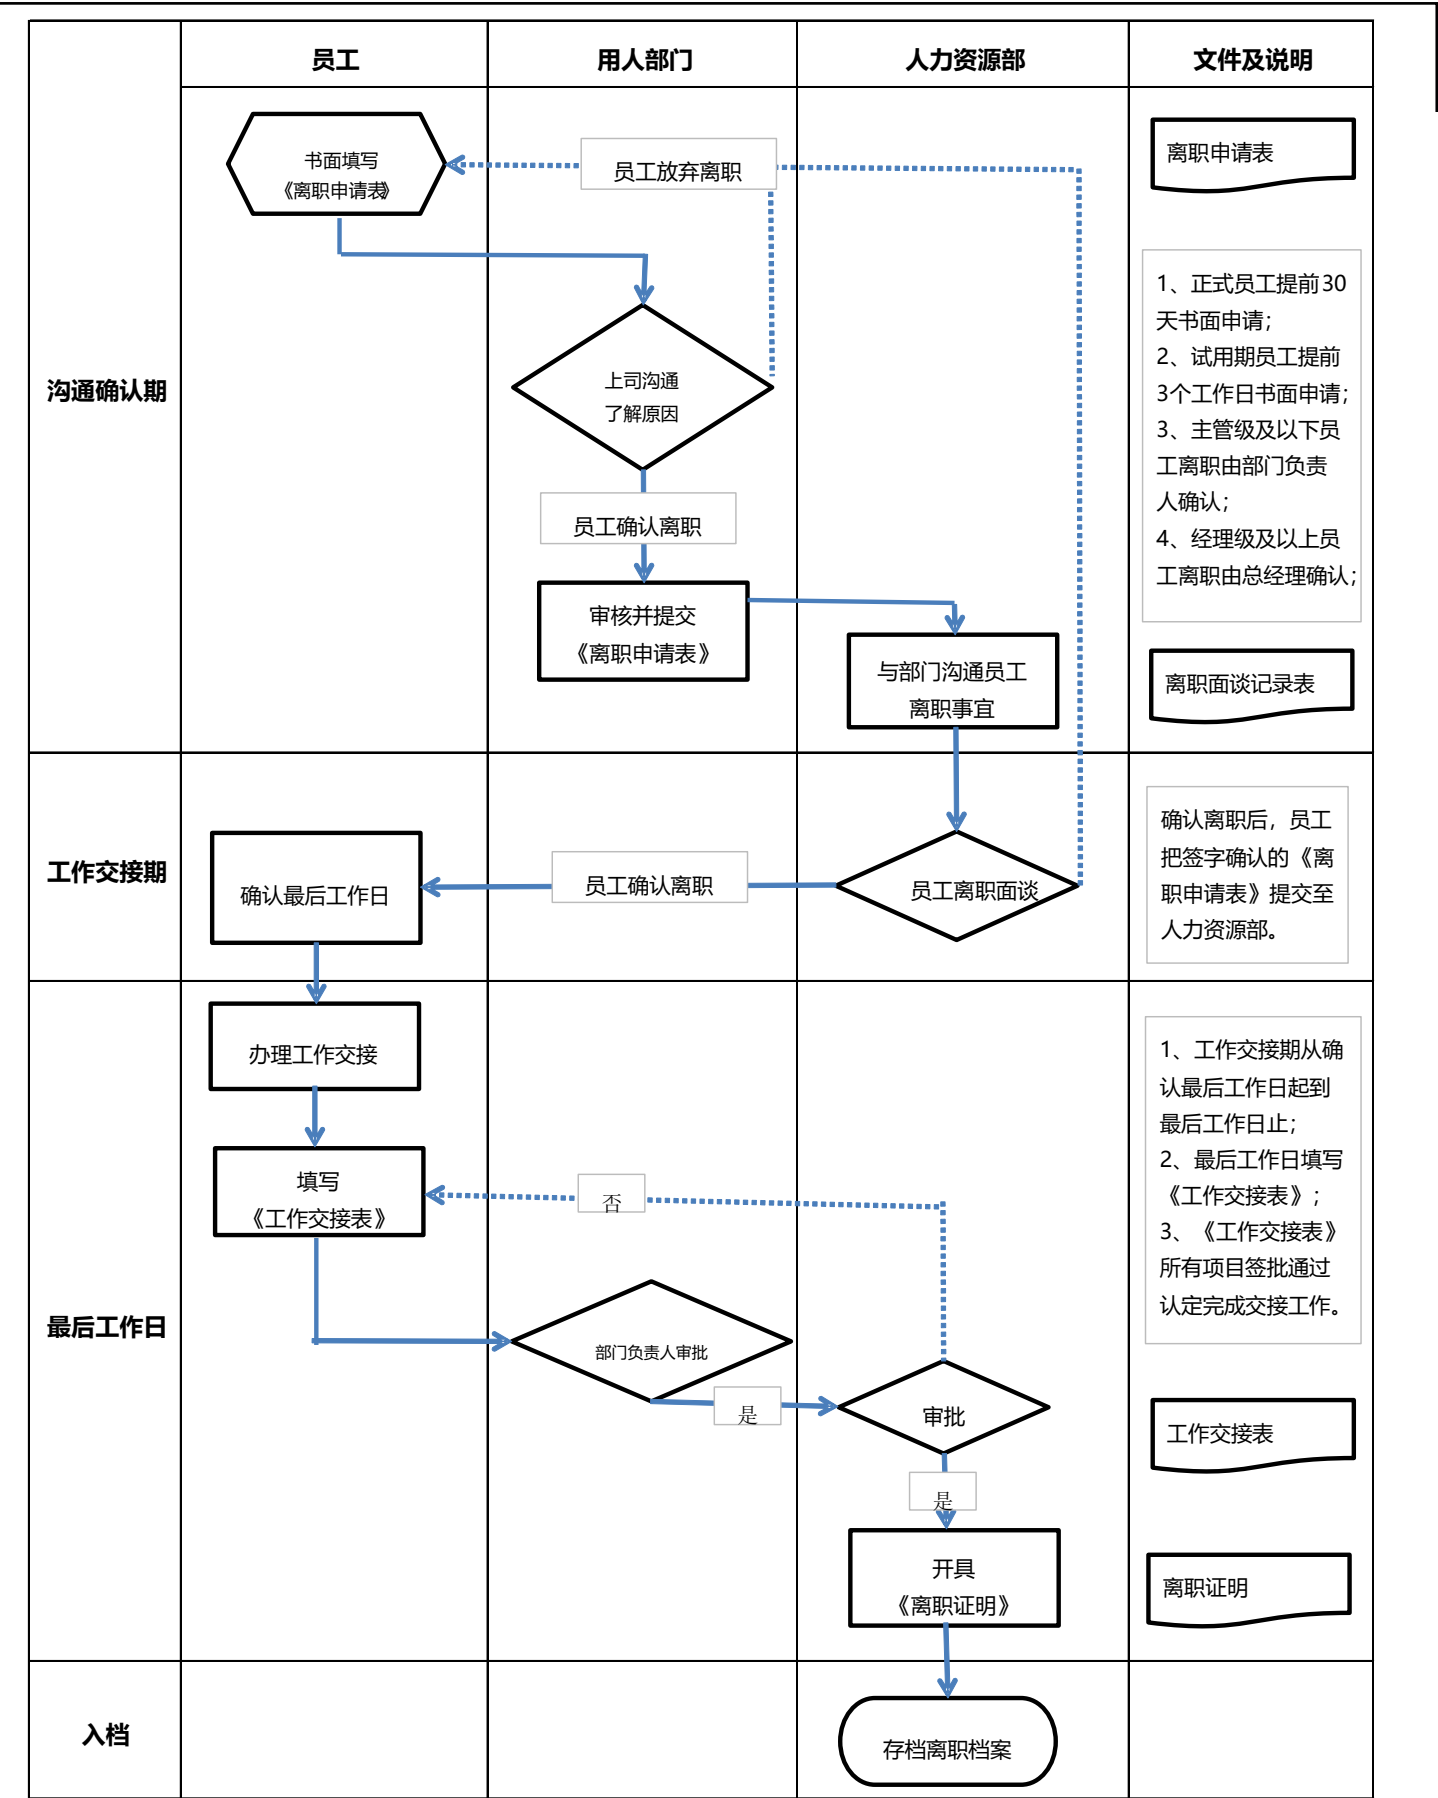 员工
用人部门
人力资源部
文件及说明
沟通确认期
书面填写
《离职申请表》
员工放弃离职
上司沟通
了解原因
员工确认离职
审核并提交
《离职申请表》
与部门沟通员工
离职事宜
离职申请表
1、正式员工提前30
天书面申请；
2、试用期员工提前
3个工作日书面申请；
3、主管级及以下员
工离职由部门负责
人确认；
4、经理级及以上员
工离职由总经理确认；
离职面谈记录表
工作交接期
确认最后工作日
员工确认离职
员工离职面谈
确认离职后，员工
把签字确认的《离
职申请表》提交至
人力资源部。
最后工作日
办理工作交接
填写
《工作交接表》
否
部门负责人审批
是
审批
是
开具
《离职证明》
1、工作交接期从确
认最后工作日起到
最后工作日止；
2、最后工作日填写
《工作交接表》；
3、《工作交接表》
所有项目签批通过
认定完成交接工作。
工作交接表
离职证明
入档
存档离职档案